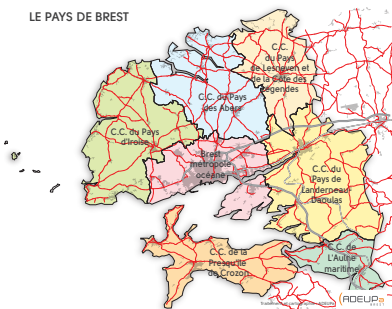 LE PAYS DE BREST
C.C.
du Pays
de Lesneven et
de la Côte des
Légendes
C.C. du Pays
des Abers
C.C. du Pays
d'Iroise
Brest
métropole
océane
C.C. du
Pays de
Landerneau-
Daoulas
C.C. de la
Presqu'île
de Crozon
C.C. de
L'Aulne
maritime
ADEUPa
BREST